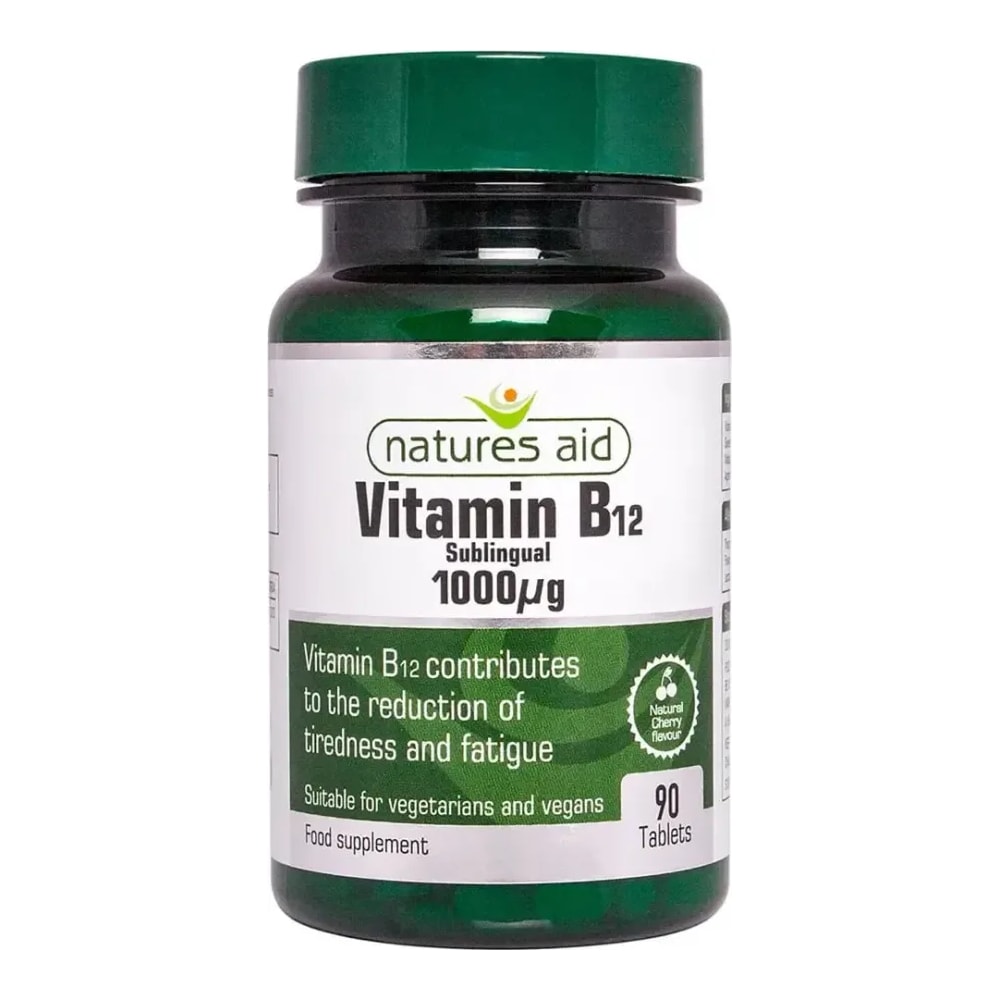 natures aid
Vitamin B12
Sublingual
1000µg
Vitamin B12 contributes
to the reduction of
tiredness and fatigue
Natural
Cherry
flavour
Suitable for vegetarians and vegans
90
Tablets
Food supplement